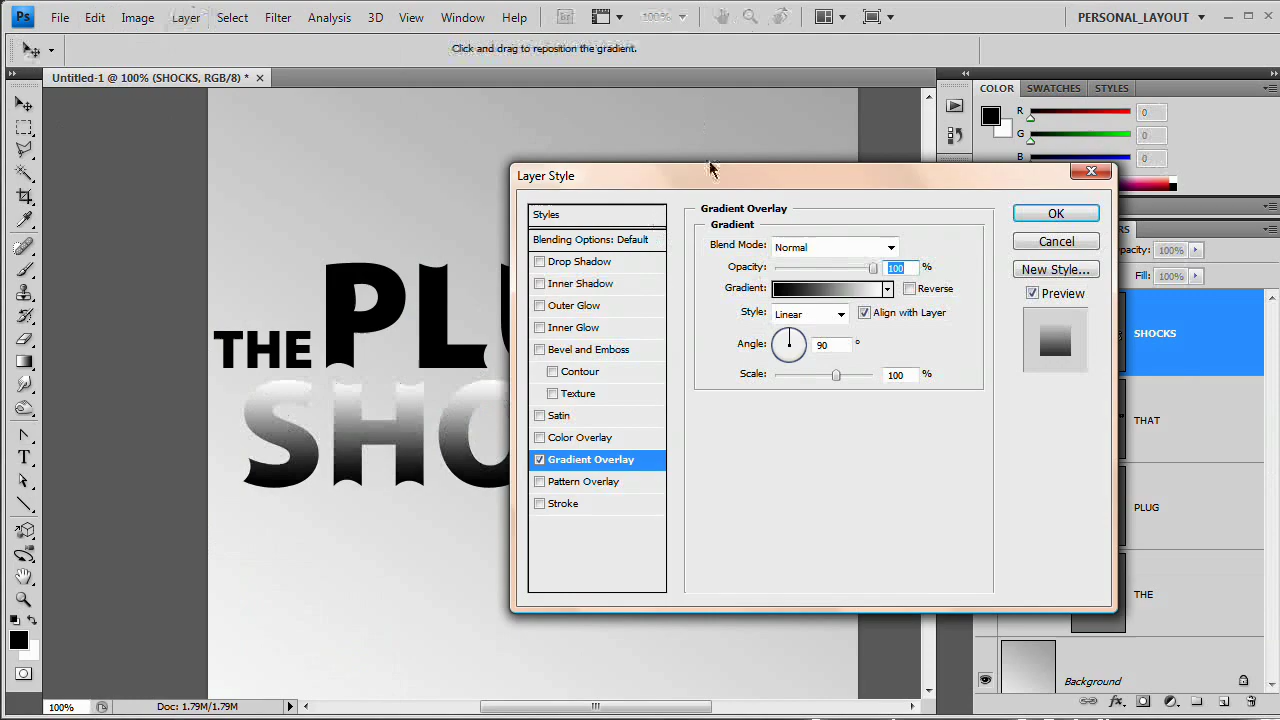 Ps File Edit Image Layer Select Filter Analysis 3D View Window Help Br 100% PERSONAL_LAYOUT
Click and drag to reposition the gradient.
Untitled-1 @ 100% (SHOCKS, RGB/8) *
COLOR SWATCHES STYLES
R 0
G 0
B 0
Layer Style
Styles
Blending Options: Default
Drop Shadow
Inner Shadow
Outer Glow
Inner Glow
Bevel and Emboss
Contour
Texture
Satin
Color Overlay
Gradient Overlay
Pattern Overlay
Stroke
Gradient Overlay
Gradient
Blend Mode: Normal
Opacity: 100 %
Gradient: Reverse
Style: Linear Align with Layer
Angle: 90 °
Scale: 100 %
OK
Cancel
New Style...
Preview
THE PLU
SHO
RS
pacity: 100%
Fill: 100%
SHOCKS
THAT
PLUG
THE
Background
T
fx
100% Doc: 1.79M/1.79M